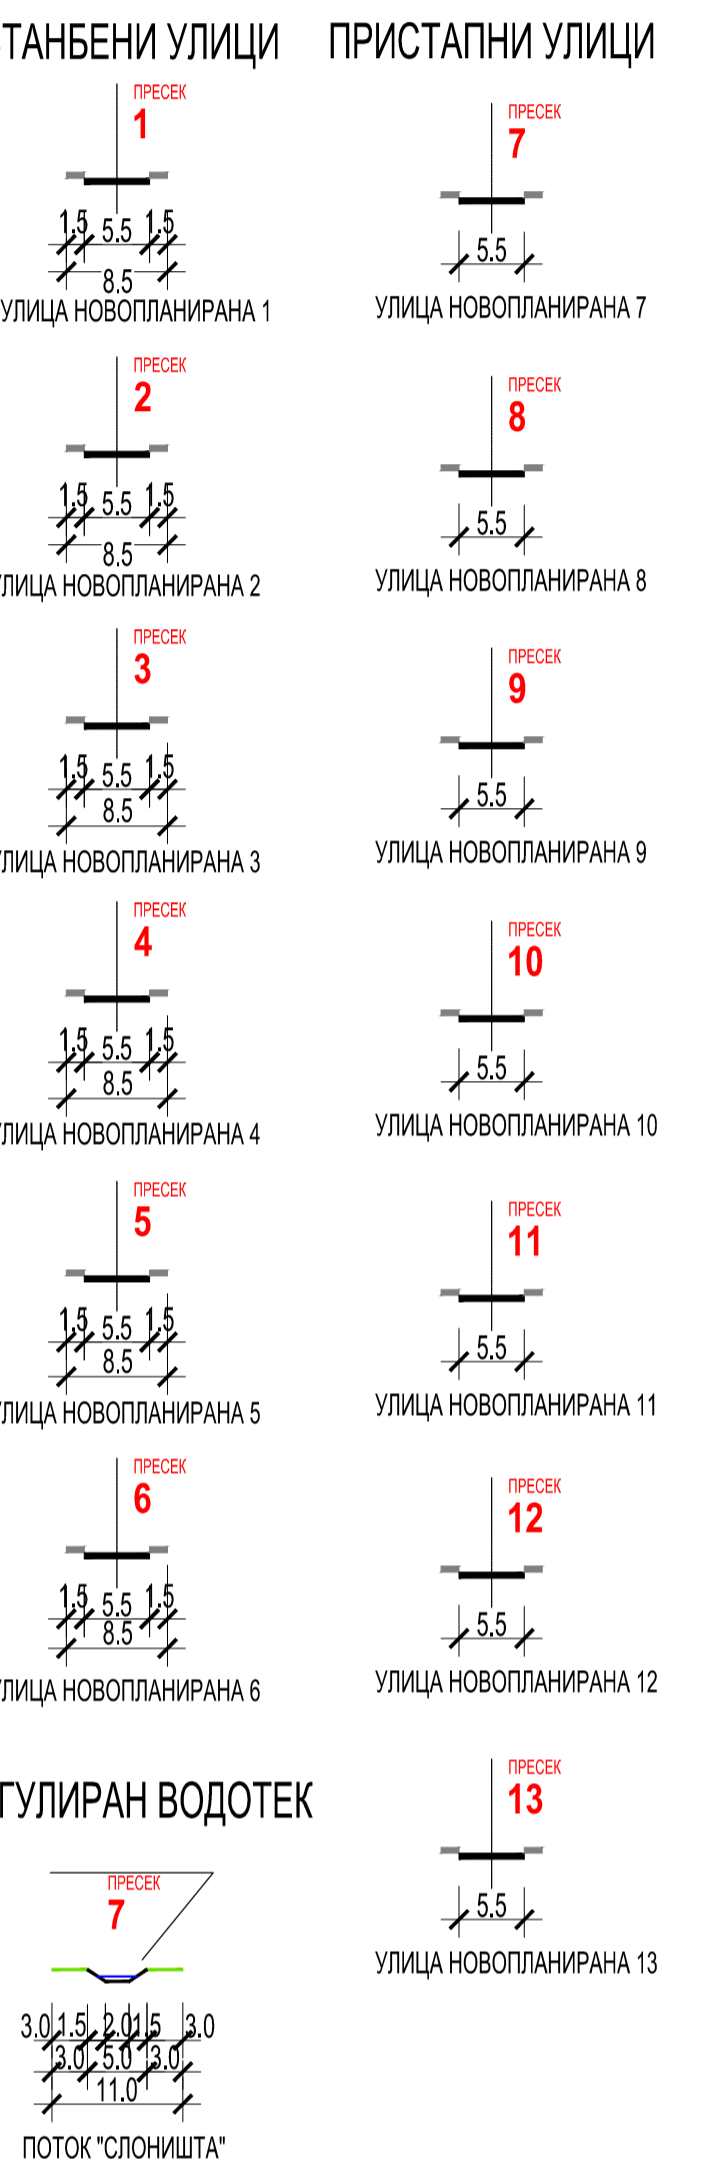 ТАНБЕНИ УЛИЦИ
ПРЕСЕК
1
1.5 5.5 1.5
8.5
УЛИЦА НОВОПЛАНИРАНА 1
ПРЕСЕК
2
1.5 5.5 1.5
8.5
ЛИЦА НОВОПЛАНИРАНА 2
ПРЕСЕК
3
1.5 5.5 1.5
8.5
ЛИЦА НОВОПЛАНИРАНА 3
ПРЕСЕК
4
1.5 5.5 1.5
8.5
ЛИЦА НОВОПЛАНИРАНА 4
ПРЕСЕК
5
1.5 5.5 1.5
8.5
ЛИЦА НОВОПЛАНИРАНА 5
ПРЕСЕК
6
1.5 5.5 1.5
8.5
ЛИЦА НОВОПЛАНИРАНА 6
ГУЛИРАН ВОДОТЕК
ПРЕСЕК
7
3.0 1.5 2.0 1.5 3.0
3.0 5.0 3.0
11.0
ПОТОК "СЛОНИШТА"
ПРИСТАПНИ УЛИЦИ
ПРЕСЕК
7
5.5
УЛИЦА НОВОПЛАНИРАНА 7
ПРЕСЕК
8
5.5
УЛИЦА НОВОПЛАНИРАНА 8
ПРЕСЕК
9
5.5
УЛИЦА НОВОПЛАНИРАНА 9
ПРЕСЕК
10
5.5
УЛИЦА НОВОПЛАНИРАНА 10
ПРЕСЕК
11
5.5
УЛИЦА НОВОПЛАНИРАНА 11
ПРЕСЕК
12
5.5
УЛИЦА НОВОПЛАНИРАНА 12
ПРЕСЕК
13
5.5
УЛИЦА НОВОПЛАНИРАНА 13